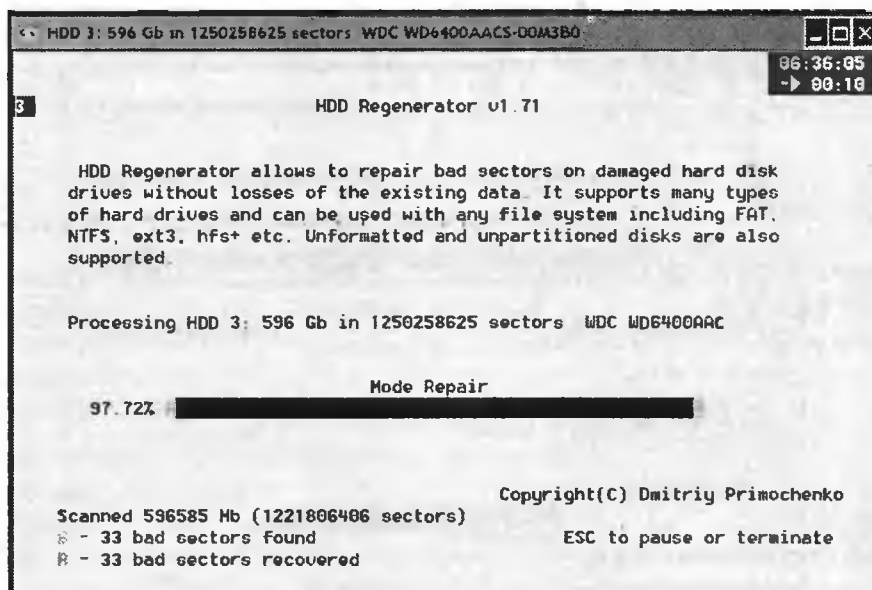 HDD 3: 596 Gb in 1250258625 sectors WDC WD6400AACS-00M3B0
06:36:05
00:10
3
HDD Regenerator v1.71
HDD Regenerator allows to repair bad sectors on damaged hard disk
drives without losses of the existing data. It supports many types
of hard drives and can be used with any file system including FAT,
NTFS, ext3, hfs+ etc. Unformatted and unpartitioned disks are also
supported.
Processing HDD 3: 596 Gb in 1250258625 sectors WDC WD6400AAC
Mode Repair
97.72%
Copyright(C) Dmitriy Primochenko
Scanned 596585 Mb (1221806406 sectors)
- 33 bad sectors found
ESC to pause or terminate
R - 33 bad sectors recovered